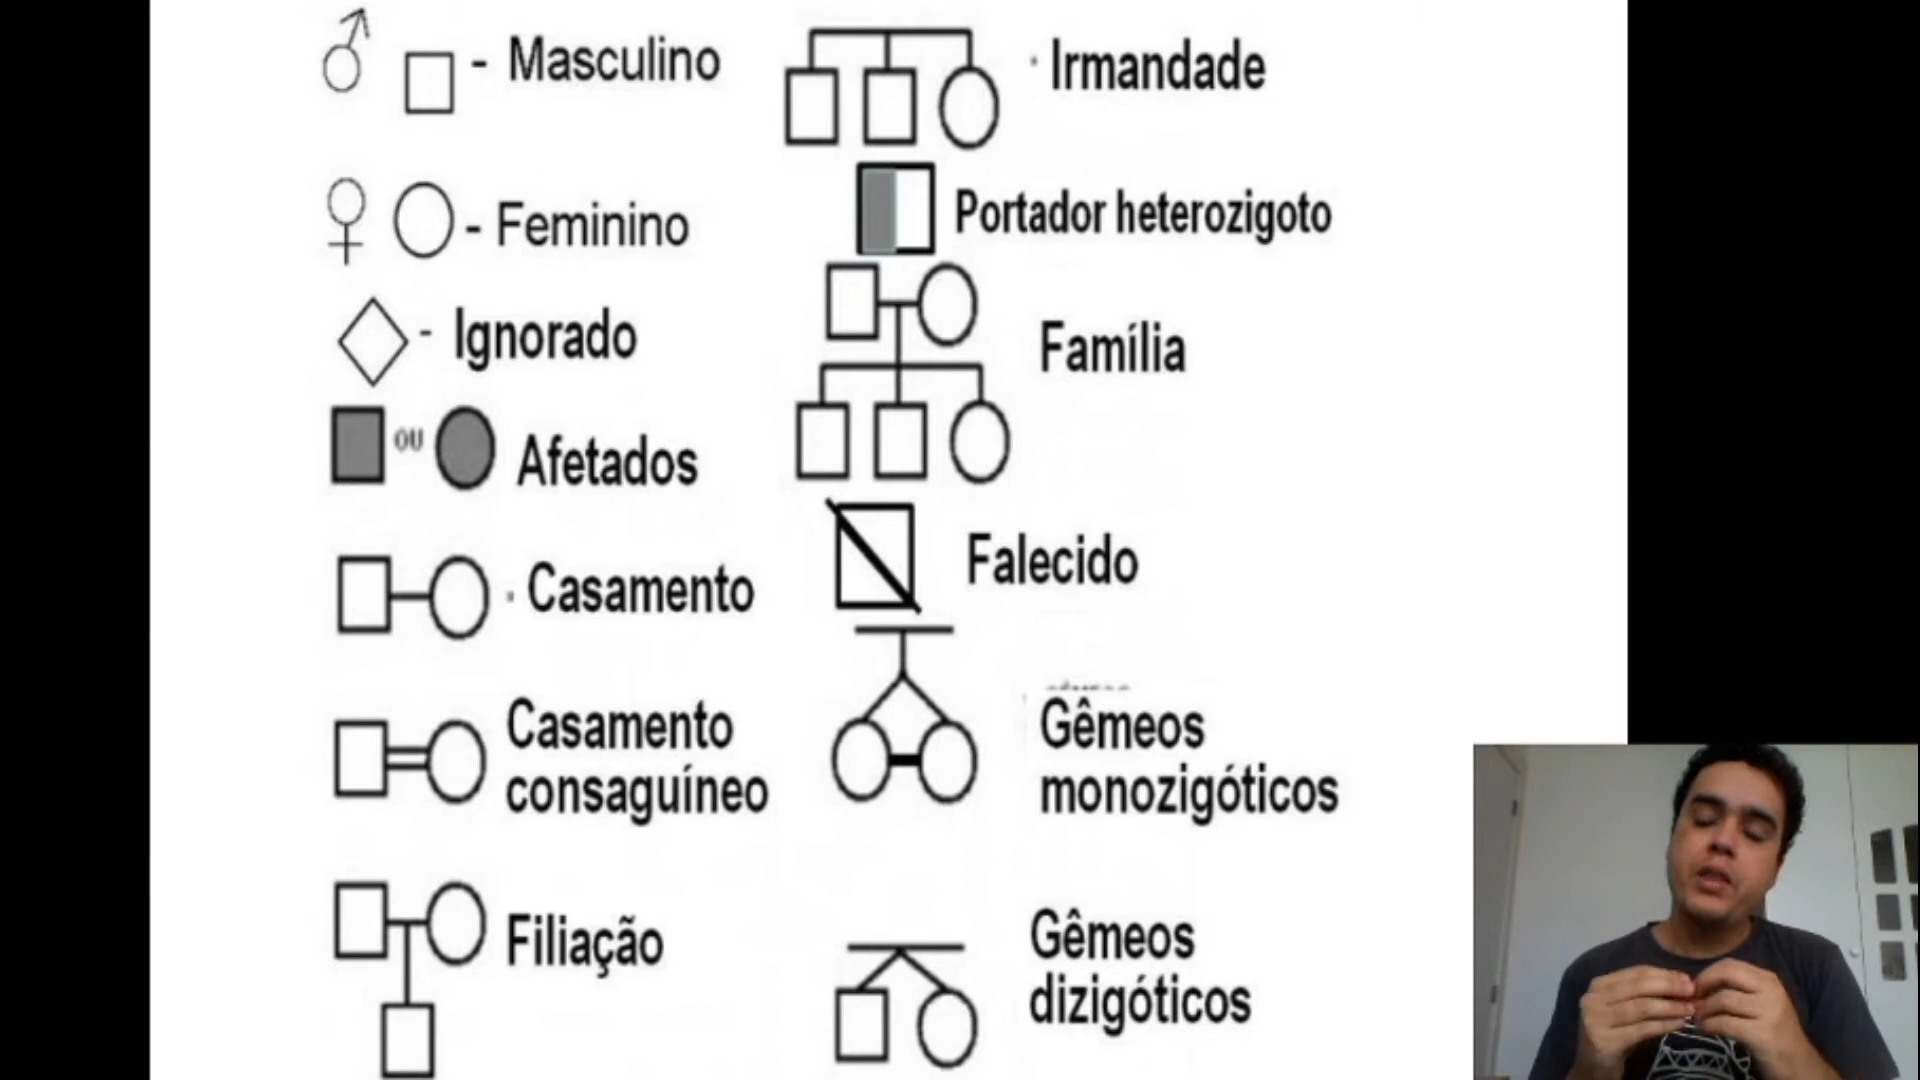 - Masculino
- Feminino
- Ignorado
OU
Afetados
Casamento
Casamento
consaguíneo
Filiação
Irmandade
Portador heterozigoto
Família
Falecido
Gêmeos
monozigóticos
Gêmeos
dizigóticos